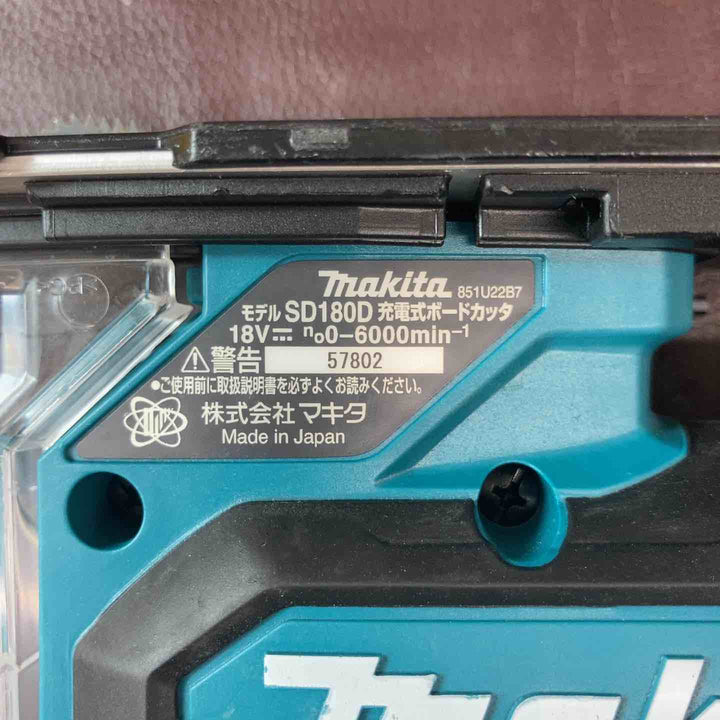 makita 851U22B7
モデル SD180D 充電式ボードカッタ
18V⎓ n₀0-6000min⁻¹
⚠警告 57802
●ご使用前に取扱説明書を必ずよくお読みください。
株式会社 マキタ
Made in Japan